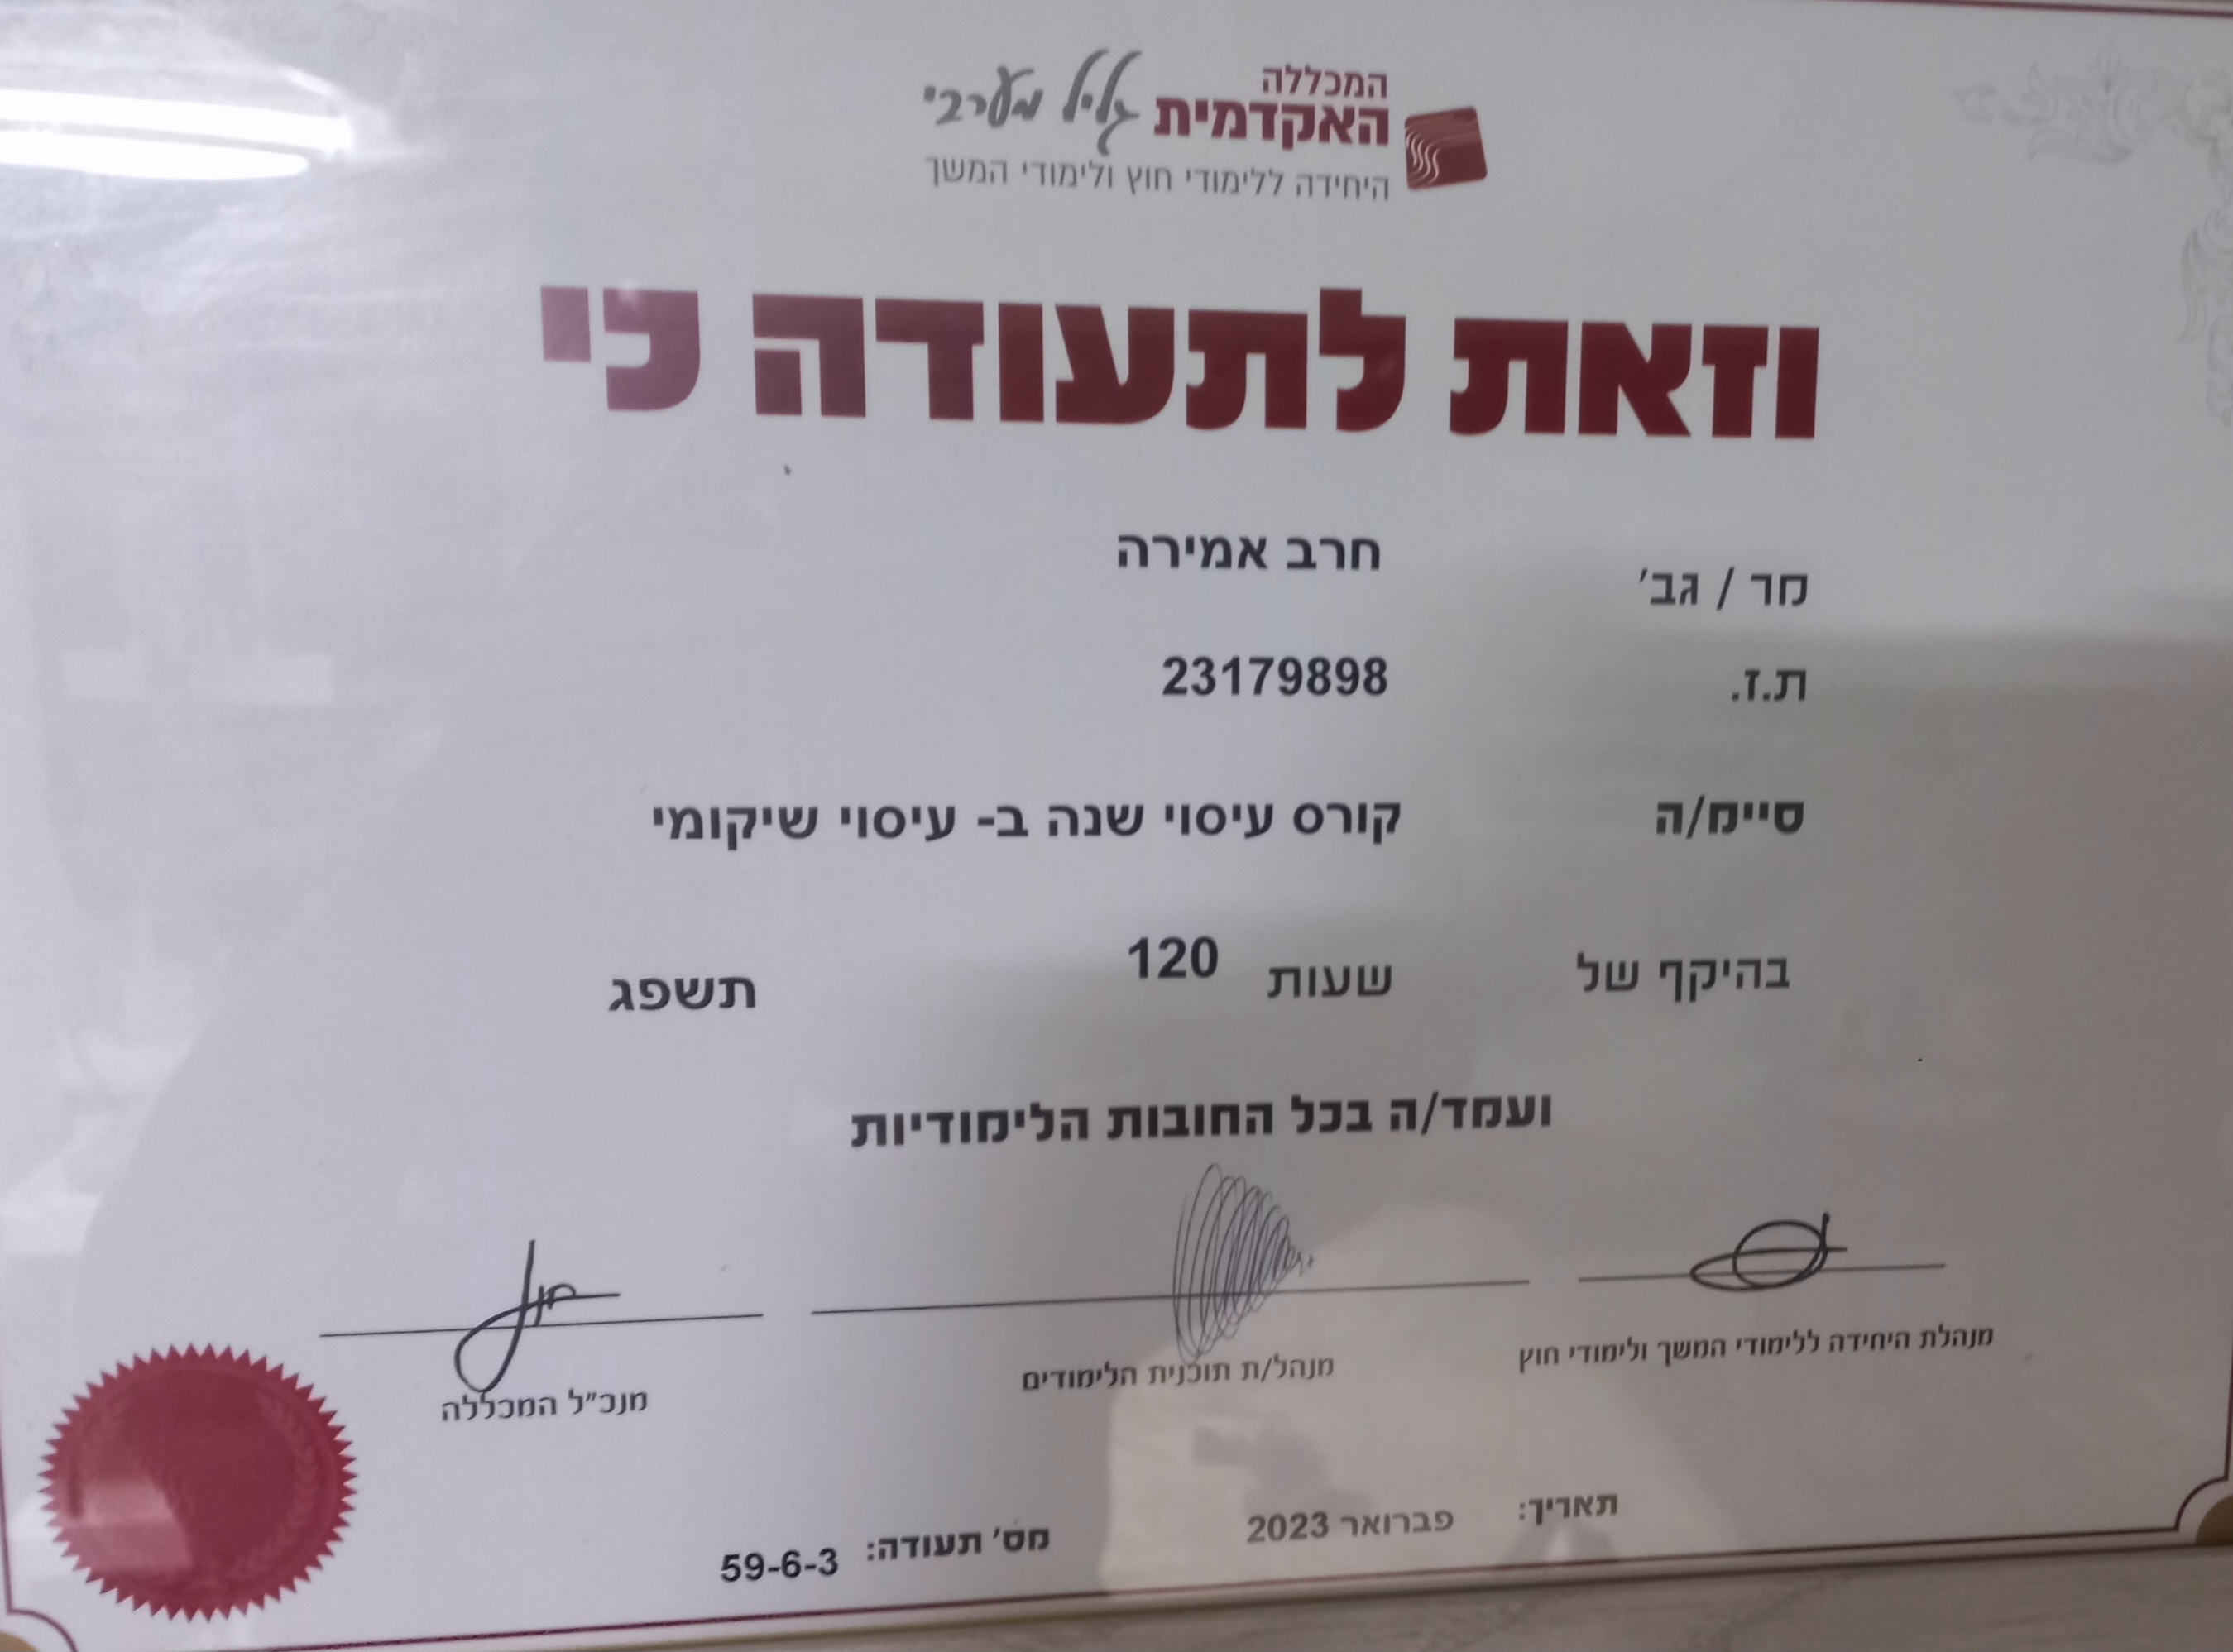 המכללה
האקדמית גליל מערבי
היחידה ללימודי חוץ ולימודי המשך
וזאת לתעודה כי
מר / גב' חרב אמירה
ת.ז. 23179898
סיים/ה קורס עיסוי שנה ב- עיסוי שיקומי
בהיקף של שעות 120 תשפג
ועמד/ה בכל החובות הלימודיות
מנהלת היחידה ללימודי המשך ולימודי חוץ
מנהל/ת תוכנית הלימודים
מנכ"ל המכללה
תאריך: פברואר 2023
מס' תעודה: 59-6-3